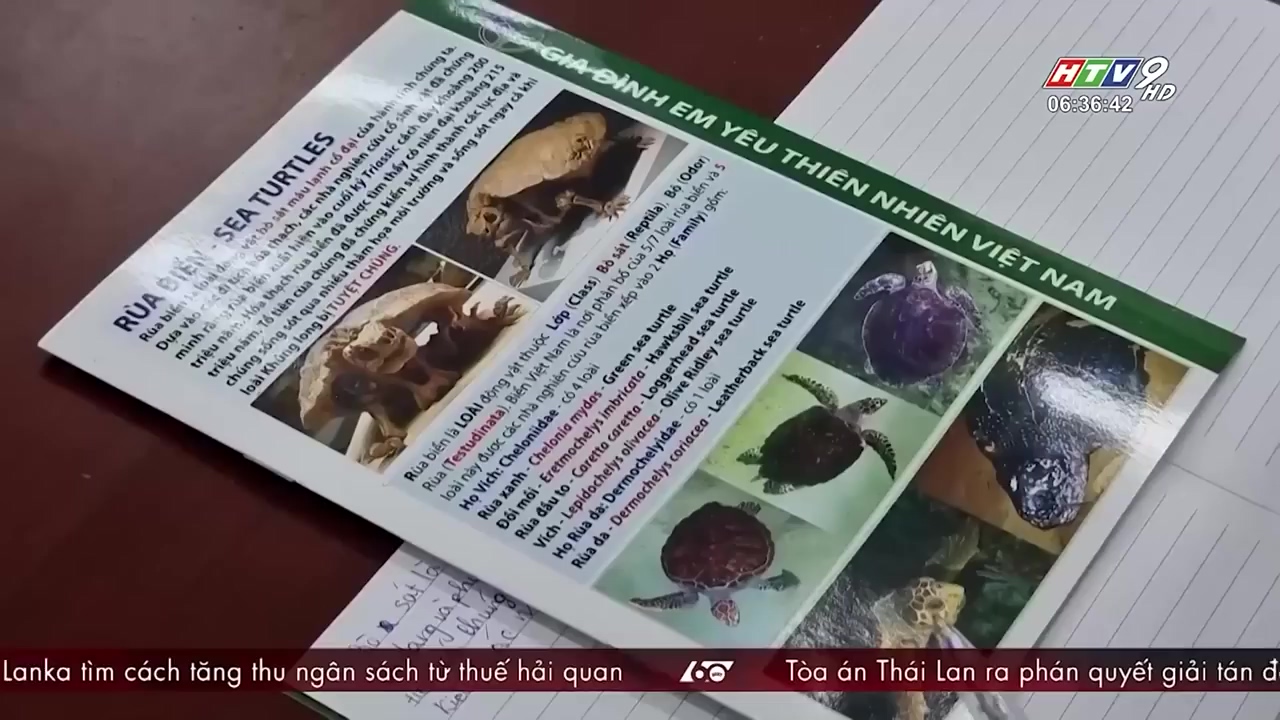 HTV9 HD
06:36:42
GIA ĐÌNH EM YÊU THIÊN NHIÊN VIỆT NAM
RÙA BIỂN - SEA TURTLES
Rùa biển là loài động vật bò sát máu lạnh cổ đại của hành tinh chúng ta.
Dựa vào các di tích của hóa thạch, các nhà nghiên cứu cổ sinh vật đã chứng
minh rằng rùa biển xuất hiện vào cuối kỷ Triassic cách đây khoảng 200
triệu năm. Hóa thạch rùa biển đã được tìm thấy có niên đại khoảng 215
triệu năm. Tổ tiên của chúng đã chứng kiến sự hình thành các lục địa và
chúng sống sót qua nhiều thảm họa môi trường và sống sót ngay cả khi
loài Khủng long bị TUYỆT CHỦNG.
Rùa biển là LOÀI động vật thuộc Lớp (Class) Bò sát (Reptila), Bộ (Odor)
Rùa (Testudinata). Biển Việt Nam là nơi phân bố của 5/7 loài rùa biển và 5
loài này được các nhà nghiên cứu rùa biển xếp vào 2 Họ (Family) gồm:
Họ Vích: Cheloniidae - có 4 loài
Rùa xanh - Chelonia mydas - Green sea turtle
Đồi mồi - Eretmochelys imbricata - Hawksbill sea turtle
Rùa đầu to - Caretta caretta - Loggerhead sea turtle
Vích - Lepidochelys olivacea - Olive Ridley sea turtle
Họ Rùa da: Dermochelyidae - có 1 loài
Rùa da - Dermochelys coriacea - Leatherback sea turtle
Lanka tìm cách tăng thu ngân sách từ thuế hải quan
60 giây
Tòa án Thái Lan ra phán quyết giải tán đ